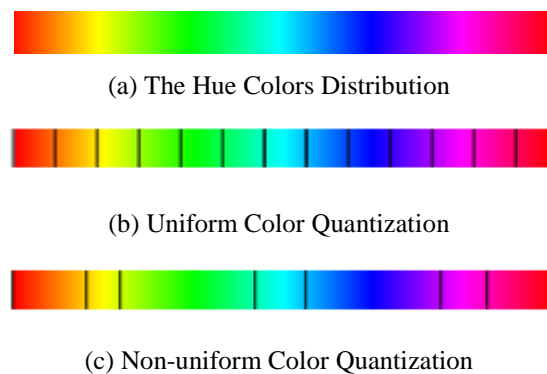 (a) The Hue Colors Distribution
(b) Uniform Color Quantization
(c) Non-uniform Color Quantization